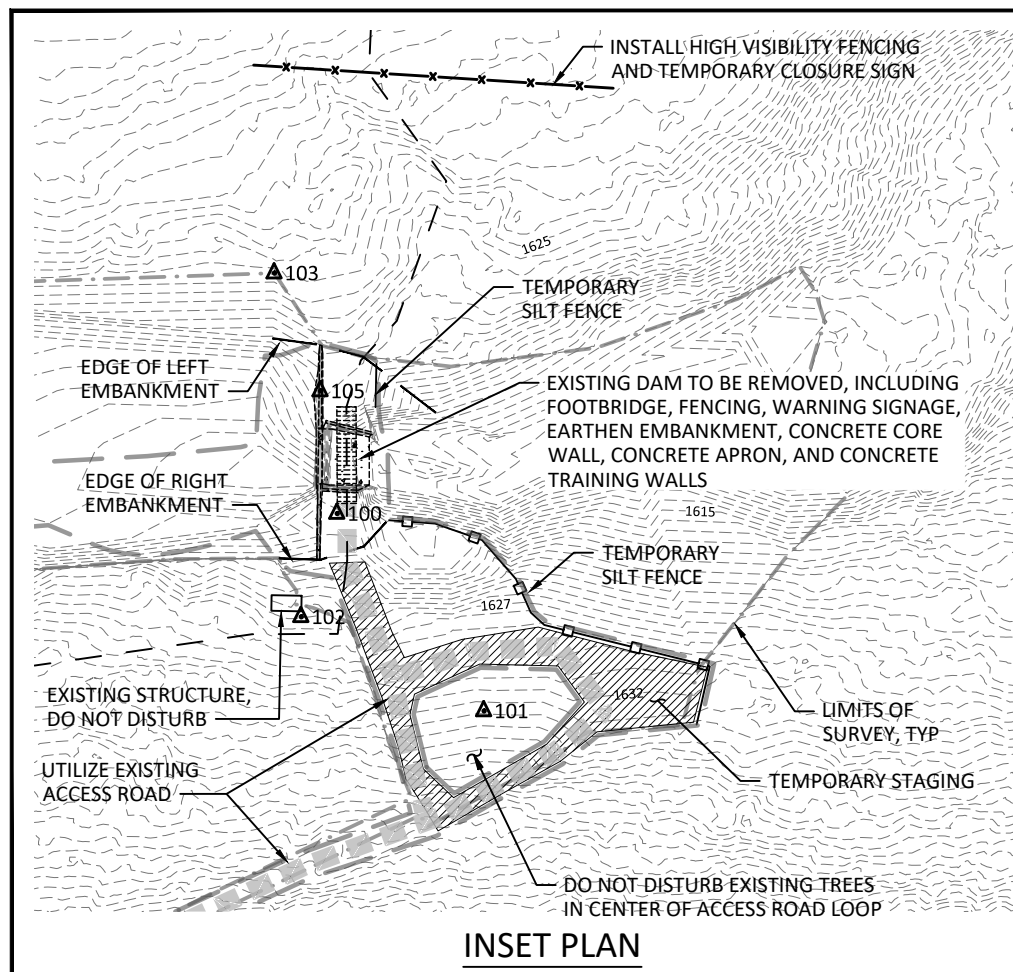 INSTALL HIGH VISIBILITY FENCING
AND TEMPORARY CLOSURE SIGN
1625
103
TEMPORARY
SILT FENCE
EDGE OF LEFT
EMBANKMENT
105
EXISTING DAM TO BE REMOVED, INCLUDING
FOOTBRIDGE, FENCING, WARNING SIGNAGE,
EARTHEN EMBANKMENT, CONCRETE CORE
WALL, CONCRETE APRON, AND CONCRETE
TRAINING WALLS
EDGE OF RIGHT
EMBANKMENT
100
1615
TEMPORARY
SILT FENCE
1627
102
EXISTING STRUCTURE,
DO NOT DISTURB
1632
101
LIMITS OF
SURVEY, TYP
UTILIZE EXISTING
ACCESS ROAD
TEMPORARY STAGING
DO NOT DISTURB EXISTING TREES
IN CENTER OF ACCESS ROAD LOOP
INSET PLAN